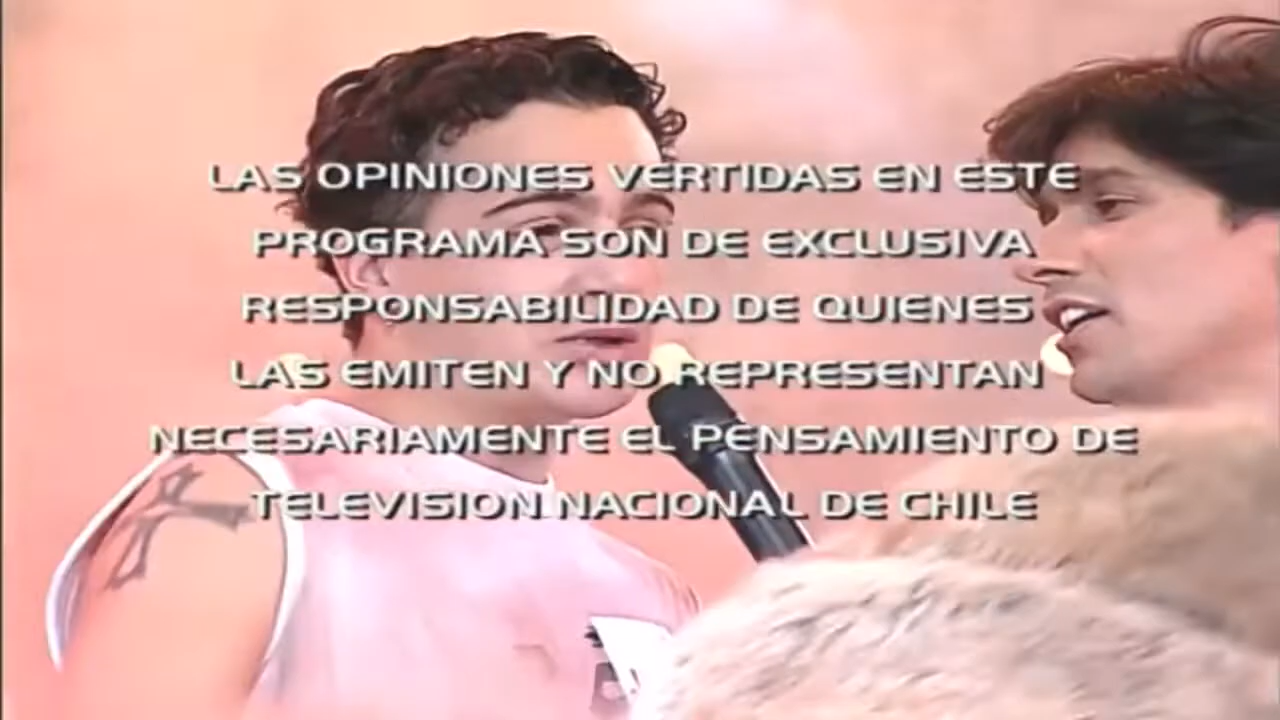 LAS OPINIONES VERTIDAS EN ESTE
PROGRAMA SON DE EXCLUSIVA
RESPONSABILIDAD DE QUIENES
LAS EMITEN Y NO REPRESENTAN
NECESARIAMENTE EL PENSAMIENTO DE
TELEVISION NACIONAL DE CHILE